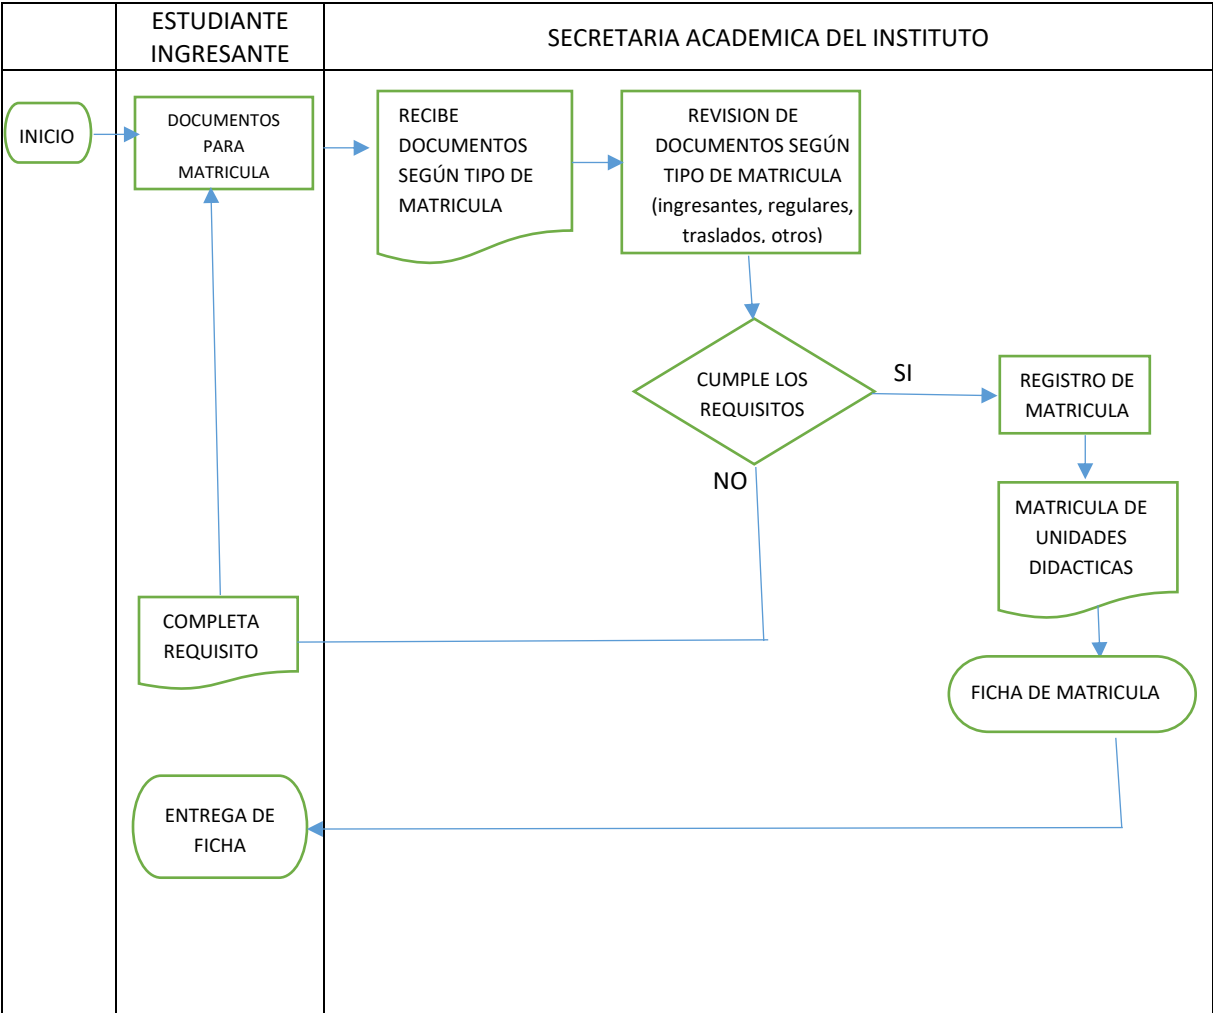 ESTUDIANTE
INGRESANTE
SECRETARIA ACADEMICA DEL INSTITUTO
INICIO
DOCUMENTOS
PARA
MATRICULA
RECIBE
DOCUMENTOS
SEGÚN TIPO DE
MATRICULA
REVISION DE
DOCUMENTOS SEGÚN
TIPO DE MATRICULA
(ingresantes, regulares,
traslados, otros)
CUMPLE LOS
REQUISITOS
SI
REGISTRO DE
MATRICULA
NO
MATRICULA DE
UNIDADES
DIDACTICAS
COMPLETA
REQUISITO
FICHA DE MATRICULA
ENTREGA DE
FICHA